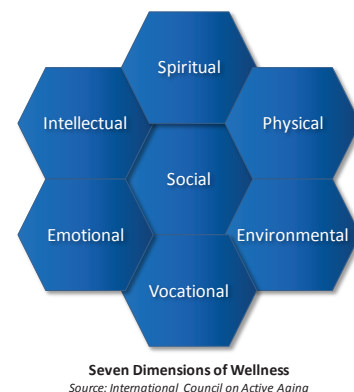 Spiritual
Intellectual
Physical
Social
Emotional
Environmental
Vocational
Seven Dimensions of Wellness
Source: International Council on Active Aging